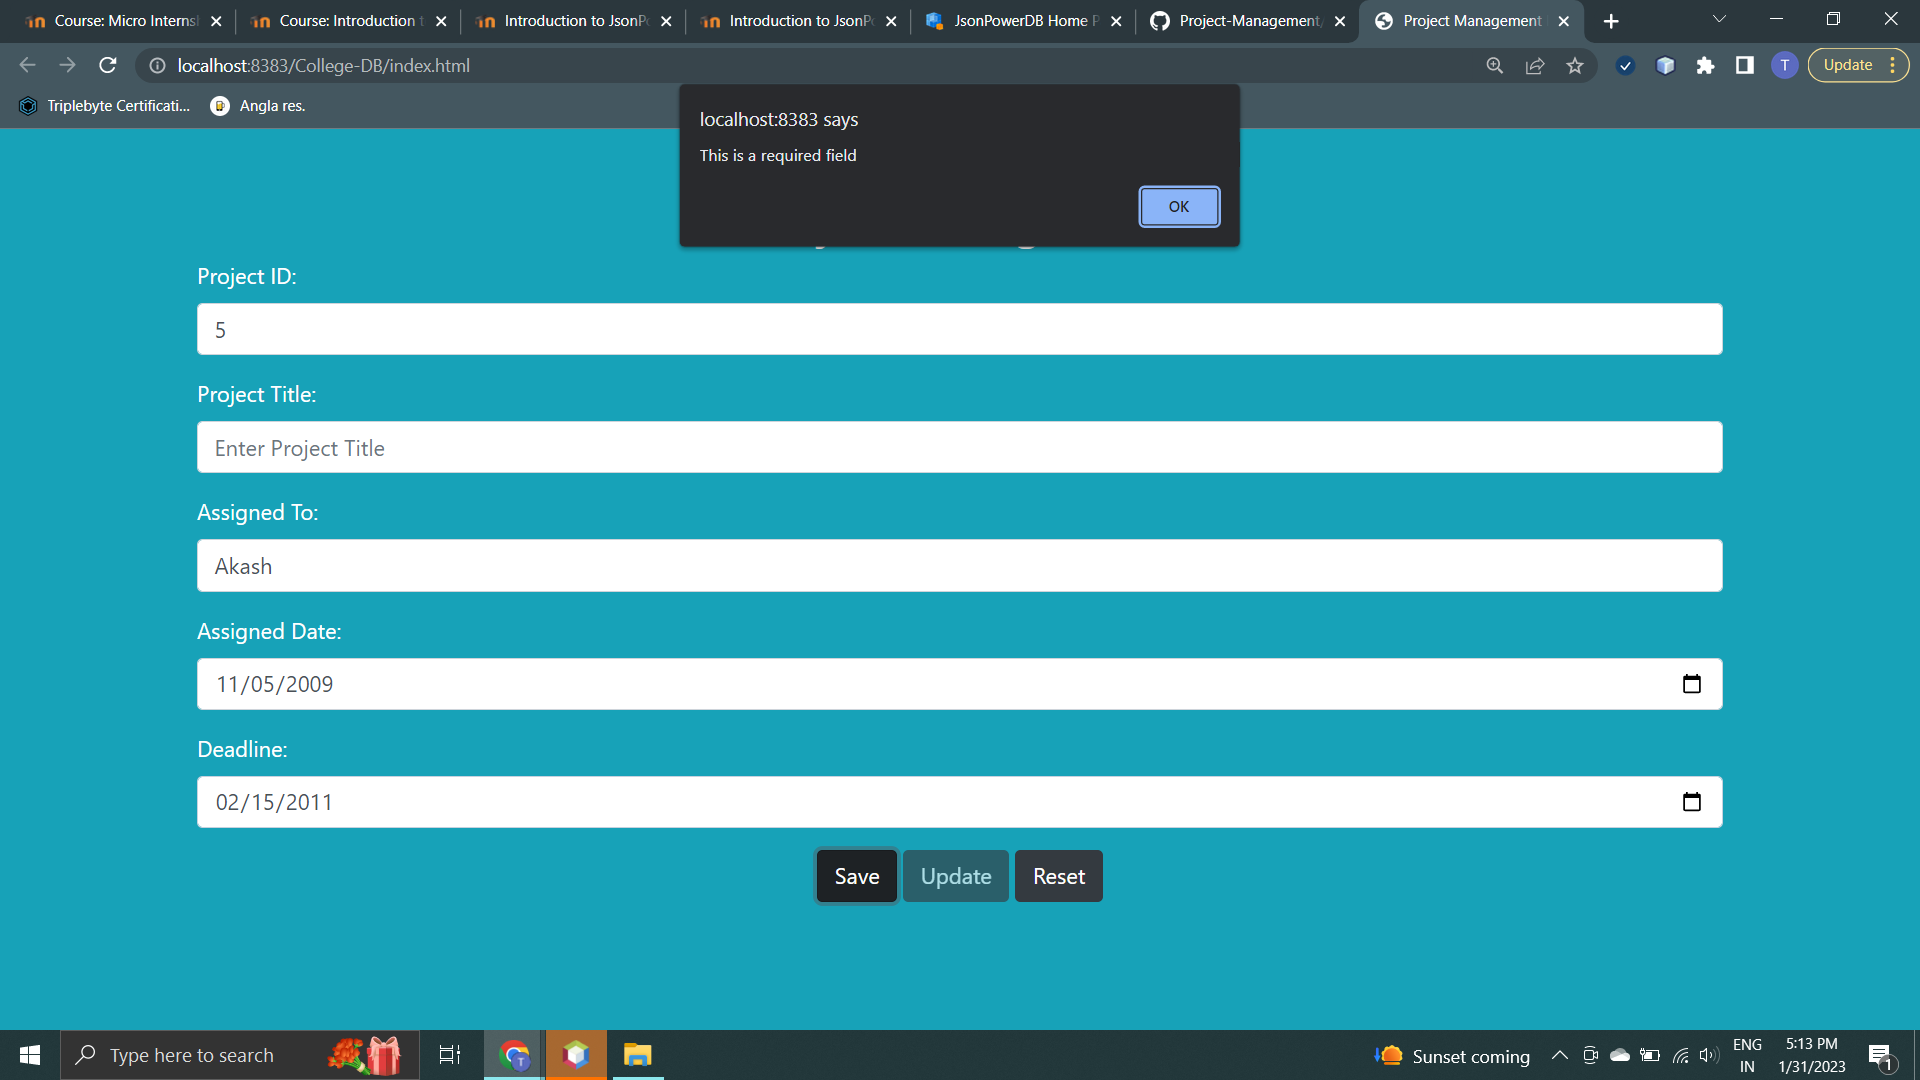 Course: Micro Interns
Course: Introduction t
Introduction to JsonPo
Introduction to JsonPo
JsonPowerDB Home P
Project-Management/
Project Management
localhost:8383/College-DB/index.html
T
Update
Triplebyte Certificati...
Angla res.
localhost:8383 says
This is a required field
OK
Project ID:
5
Project Title:
Enter Project Title
Assigned To:
Akash
Assigned Date:
11/05/2009
Deadline:
02/15/2011
Save Update Reset
Type here to search
Sunset coming
ENG
IN
5:13 PM
1/31/2023
1